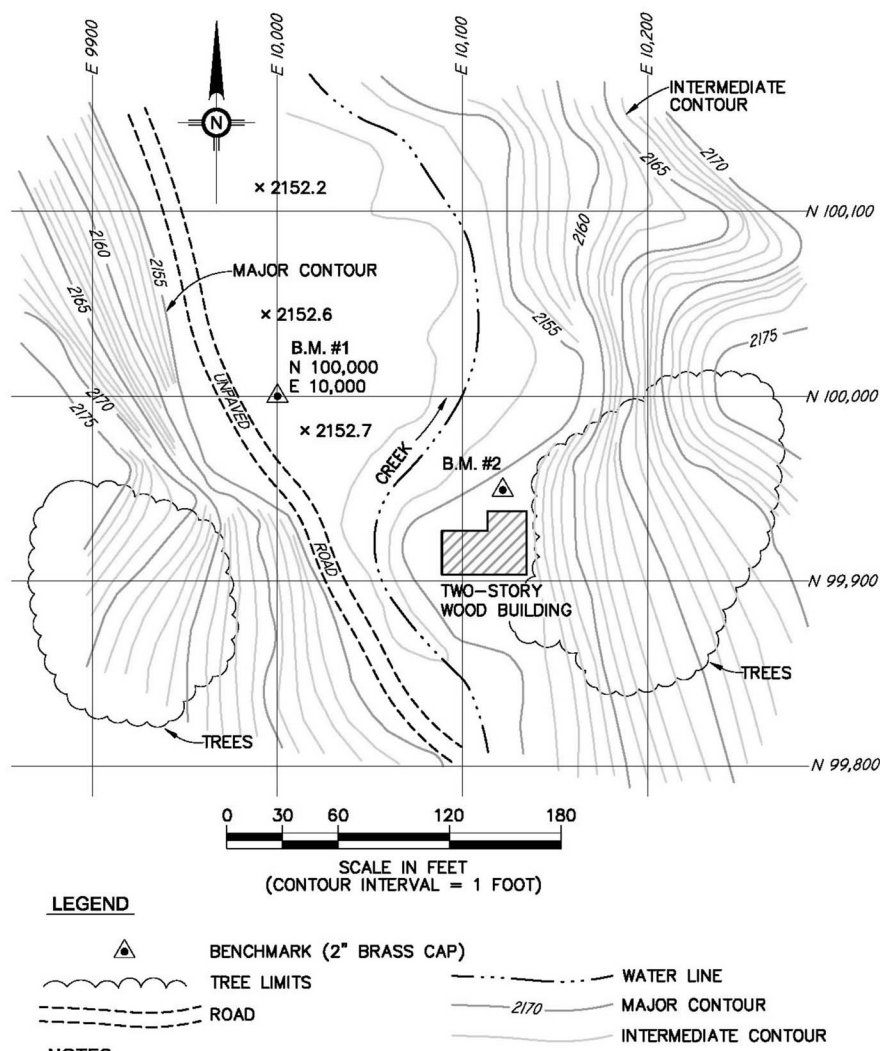 E 9900
E 10,000
E 10,100
E 10,200
INTERMEDIATE
CONTOUR
N
2170
2165
× 2152.2
N 100,100
2160
2160
2155
MAJOR CONTOUR
2165
× 2152.6
2155
B.M. #1
N 100,000
E 10,000
2175
UNPAVED
N 100,000
2170
2175
× 2152.7
CREEK
B.M. #2
ROAD
N 99,900
TWO-STORY
WOOD BUILDING
TREES
TREES
N 99,800
0 30 60 120 180
SCALE IN FEET
(CONTOUR INTERVAL = 1 FOOT)
LEGEND
BENCHMARK (2" BRASS CAP)
TREE LIMITS
WATER LINE
ROAD
2170
MAJOR CONTOUR
INTERMEDIATE CONTOUR
NOTES